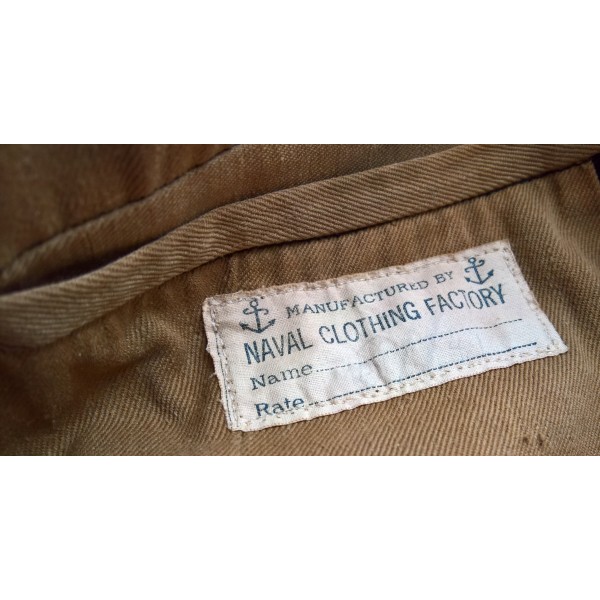 MANUFACTURED BY
NAVAL CLOTHING FACTORY
Name
Rate